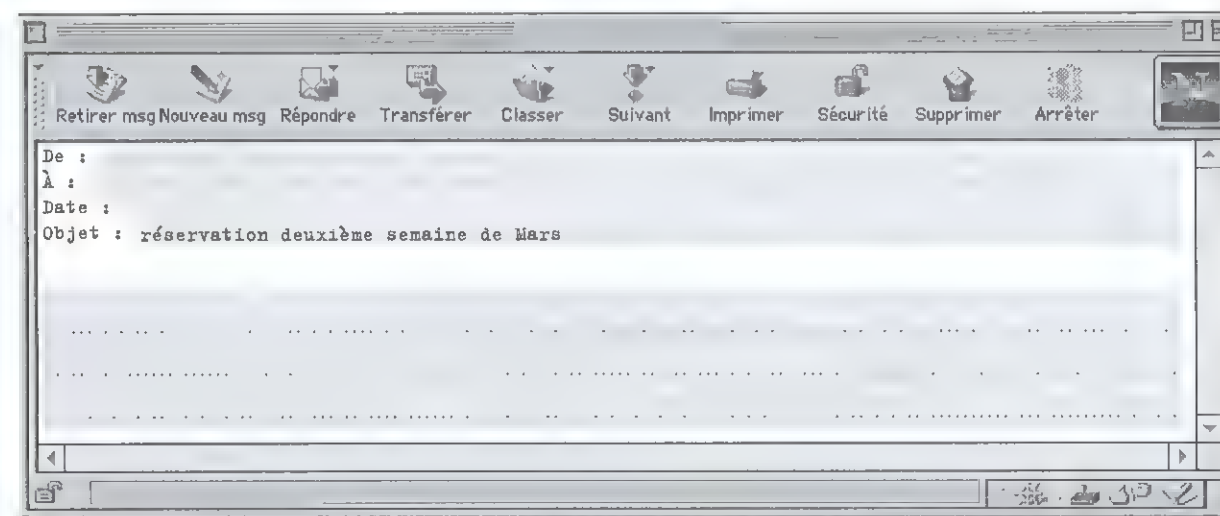 Retirer msg Nouveau msg Répondre Transférer Classer Suivant Imprimer Sécurité Supprimer Arrêter
De :
À :
Date :
Objet : réservation deuxième semaine de Mars